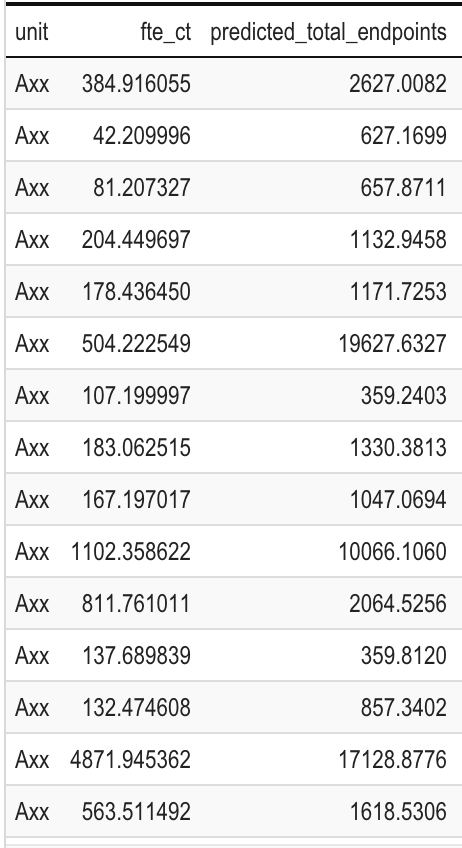 unit fte_ct predicted_total_endpoints
Axx 384.916055 2627.0082
Axx 42.209996 627.1699
Axx 81.207327 657.8711
Axx 204.449697 1132.9458
Axx 178.436450 1171.7253
Axx 504.222549 19627.6327
Axx 107.199997 359.2403
Axx 183.062515 1330.3813
Axx 167.197017 1047.0694
Axx 1102.358622 10066.1060
Axx 811.761011 2064.5256
Axx 137.689839 359.8120
Axx 132.474608 857.3402
Axx 4871.945362 17128.8776
Axx 563.511492 1618.5306